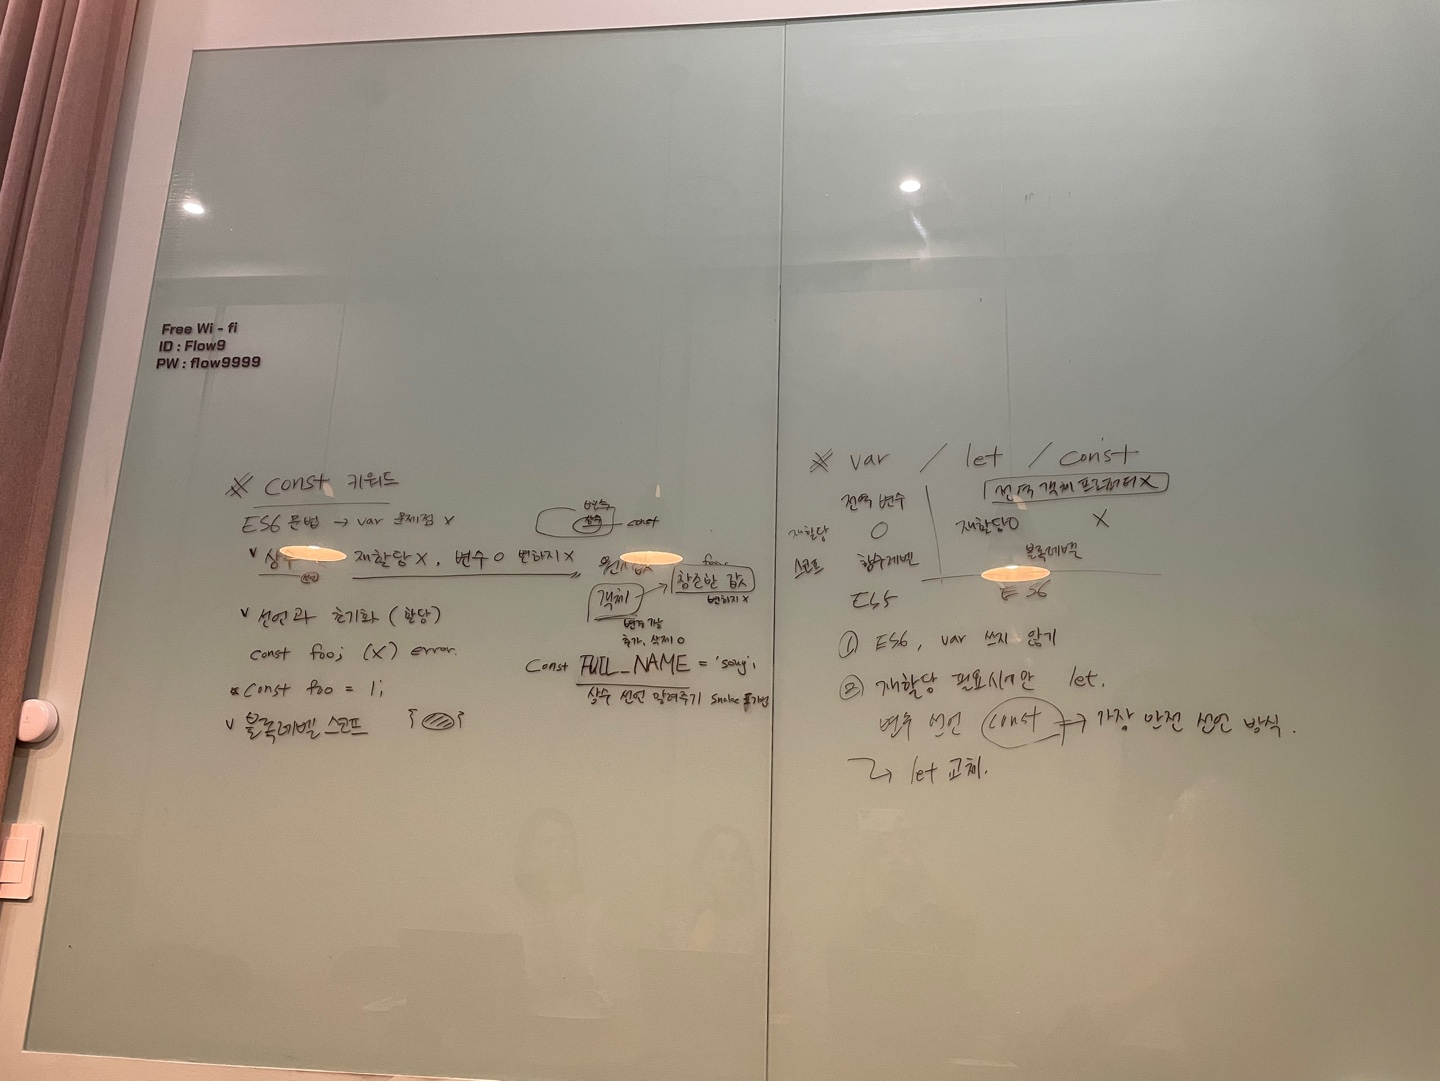 Free Wi-fi
ID : Flow9
PW : flow9999
※ const 키워드
ES6 문법 → var 문제점 x
변수
상수 const
v 상수 재할당 x, 변수 0 변하지 x
선언
객체 → 참조한 값
변하지 x
변경 가능
추가, 삭제 0
v 선언과 초기화 (할당)
const foo; (x) error.
* const foo = 1;
v 블록레벨 스코프 { }
const FULL_NAME =
상수 선언 알려주기 snake 표기법
※ var / let / const
전역 변수 전역 객체 프로퍼티 x
재할당 O 재할당O X
스코프 함수레벨 블록레벨
ES5 ES6
① ES6, var 쓰지 않기
② 재할당 필요시에만 let.
변수 선언 const ⇒ 가장 안전 선언 방식.
↳ let 교체.